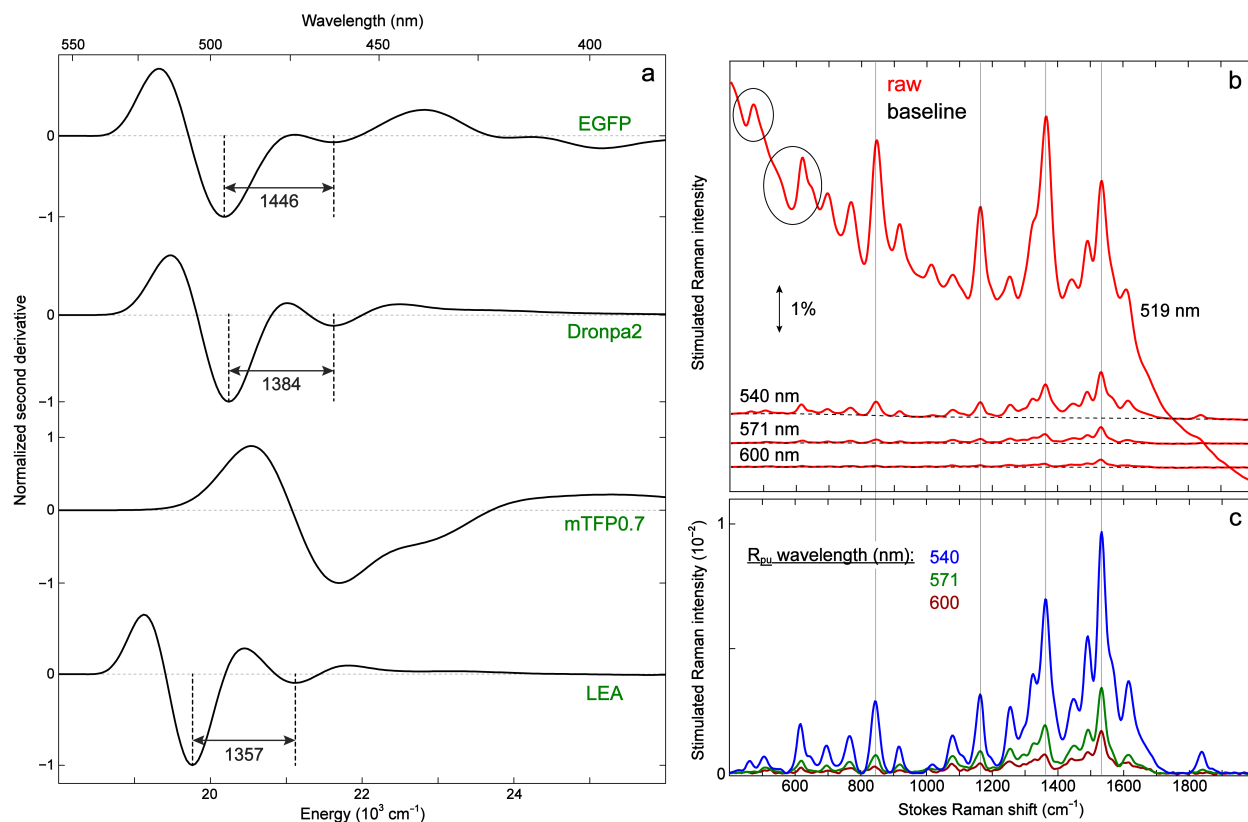 Wavelength (nm)
550 500 450 400
a
EGFP
0
1446
−1
Dronpa2
0
1384
−1
1
mTFP0.7
0
−1
LEA
0
1357
−1
Normalized second derivative
20 22 24
Energy (10³ cm⁻¹)
b
raw
baseline
1%
519 nm
540 nm
571 nm
600 nm
Stimulated Raman intensity
c
1
Rpu wavelength (nm): 540
571
600
0
Stimulated Raman intensity (10⁻²)
600 800 1000 1200 1400 1600 1800
Stokes Raman shift (cm⁻¹)